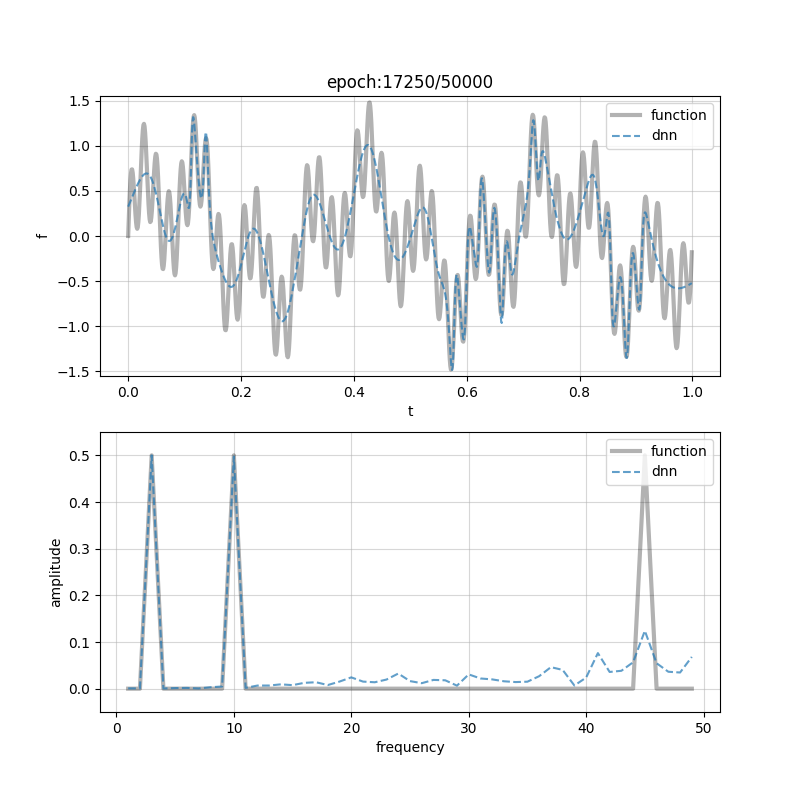 epoch:17250/50000
function
dnn
1.5
1.0
0.5
0.0
−0.5
−1.0
−1.5
f
0.0 0.2 0.4 0.6 0.8 1.0
t
function
dnn
0.5
0.4
0.3
0.2
0.1
0.0
amplitude
0 10 20 30 40 50
frequency